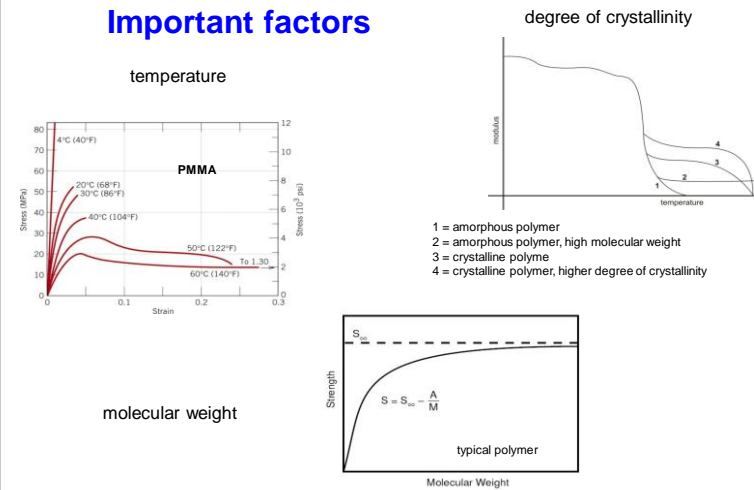 Important factors
degree of crystallinity
temperature
80
70
60
50
40
30
20
10
0
Stress (MPa)
4°C (40°F)
20°C (68°F)
30°C (86°F)
40°C (104°F)
50°C (122°F)
60°C (140°F)
To 1.30
PMMA
12
10
8
6
4
2
0
Stress (10³ psi)
0
0.1
0.2
0.3
Strain
modulus
1
2
3
4
temperature
1 = amorphous polymer
2 = amorphous polymer, high molecular weight
3 = crystalline polyme
4 = crystalline polymer, higher degree of crystallinity
molecular weight
Strength
S∞
S = S∞ − A/M
typical polymer
Molecular Weight